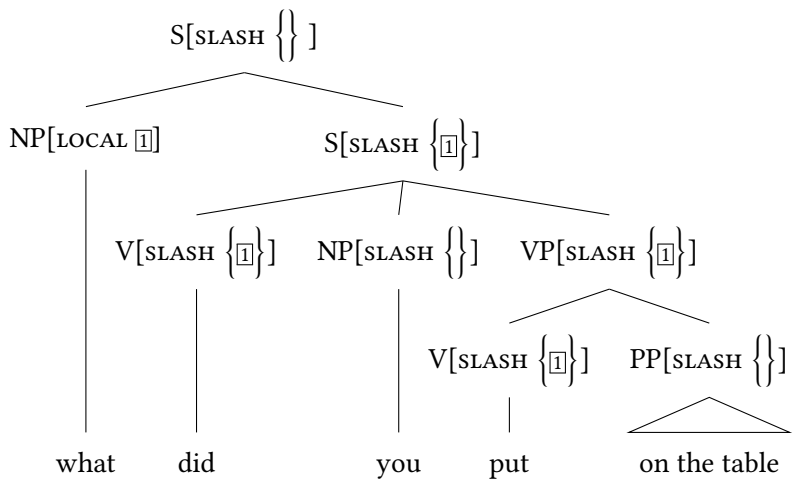 S[SLASH {} ]
NP[LOCAL 1] S[SLASH {1}]
V[SLASH {1}] NP[SLASH {}] VP[SLASH {1}]
V[SLASH {1}] PP[SLASH {}]
what did you put on the table